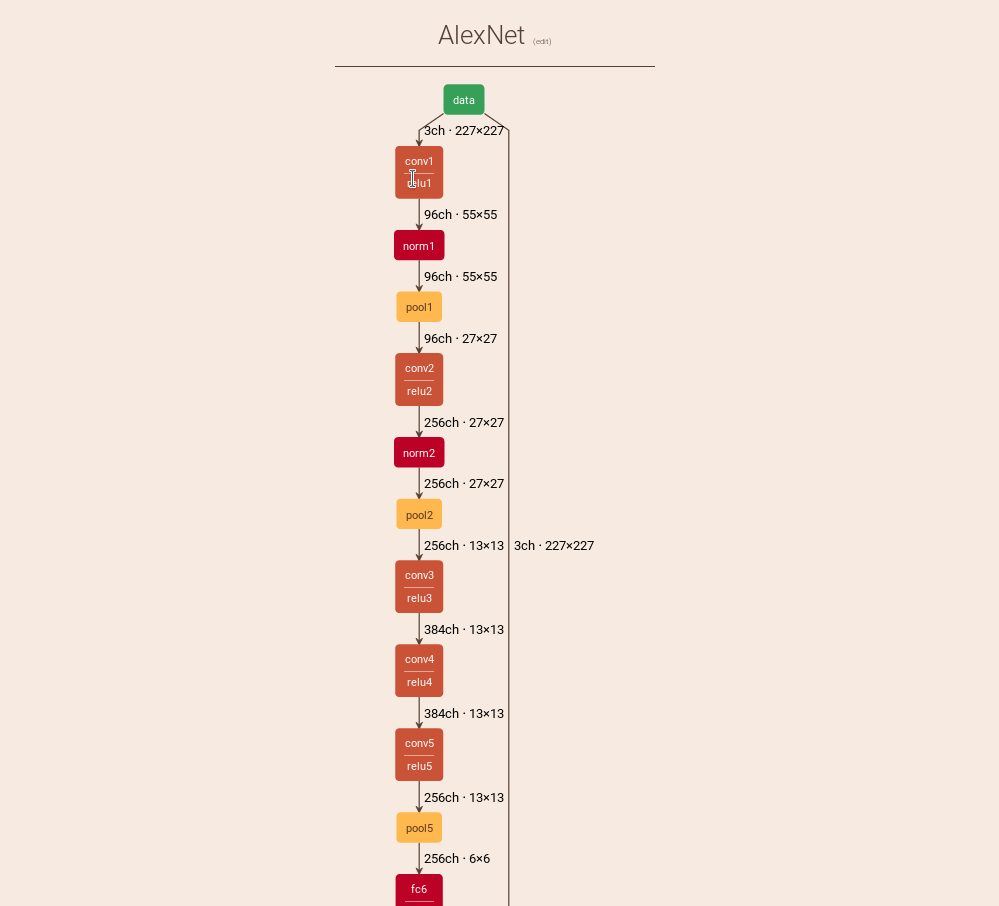 AlexNet (edit)
data
3ch · 227×227
conv1
relu1
96ch · 55×55
norm1
96ch · 55×55
pool1
96ch · 27×27
conv2
relu2
256ch · 27×27
norm2
256ch · 27×27
pool2
256ch · 13×13
3ch · 227×227
conv3
relu3
384ch · 13×13
conv4
relu4
384ch · 13×13
conv5
relu5
256ch · 13×13
pool5
256ch · 6×6
fc6